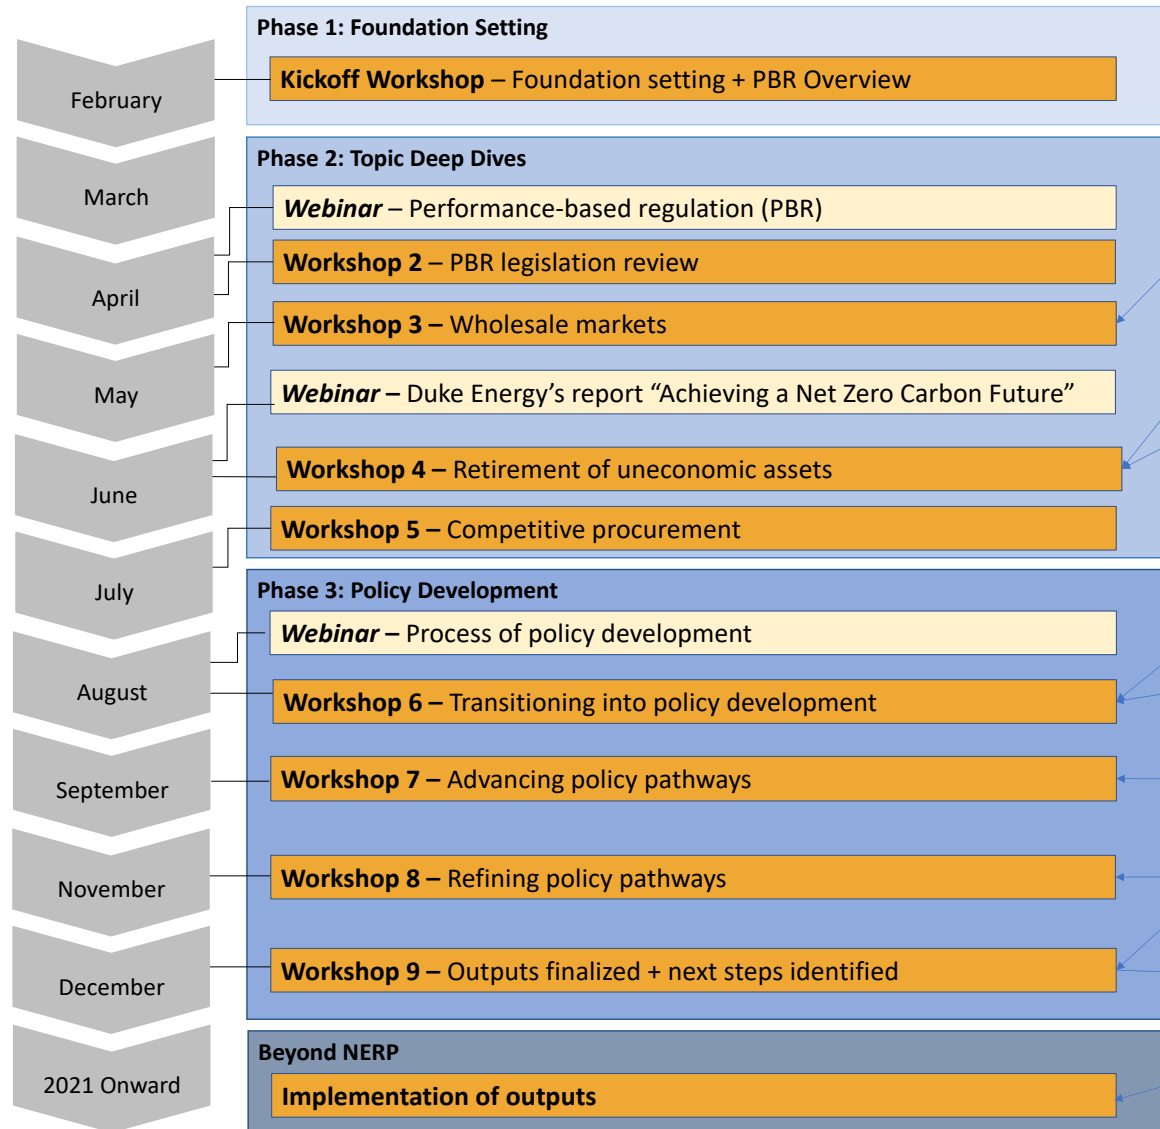 Phase 1: Foundation Setting
February
Kickoff Workshop – Foundation setting + PBR Overview
Phase 2: Topic Deep Dives
March
Webinar – Performance-based regulation (PBR)
Workshop 2 – PBR legislation review
April
Workshop 3 – Wholesale markets
May
Webinar – Duke Energy’s report “Achieving a Net Zero Carbon Future”
Workshop 4 – Retirement of uneconomic assets
June
Workshop 5 – Competitive procurement
July
Phase 3: Policy Development
Webinar – Process of policy development
August
Workshop 6 – Transitioning into policy development
September
Workshop 7 – Advancing policy pathways
November
Workshop 8 – Refining policy pathways
December
Workshop 9 – Outputs finalized + next steps identified
Beyond NERP
2021 Onward
Implementation of outputs